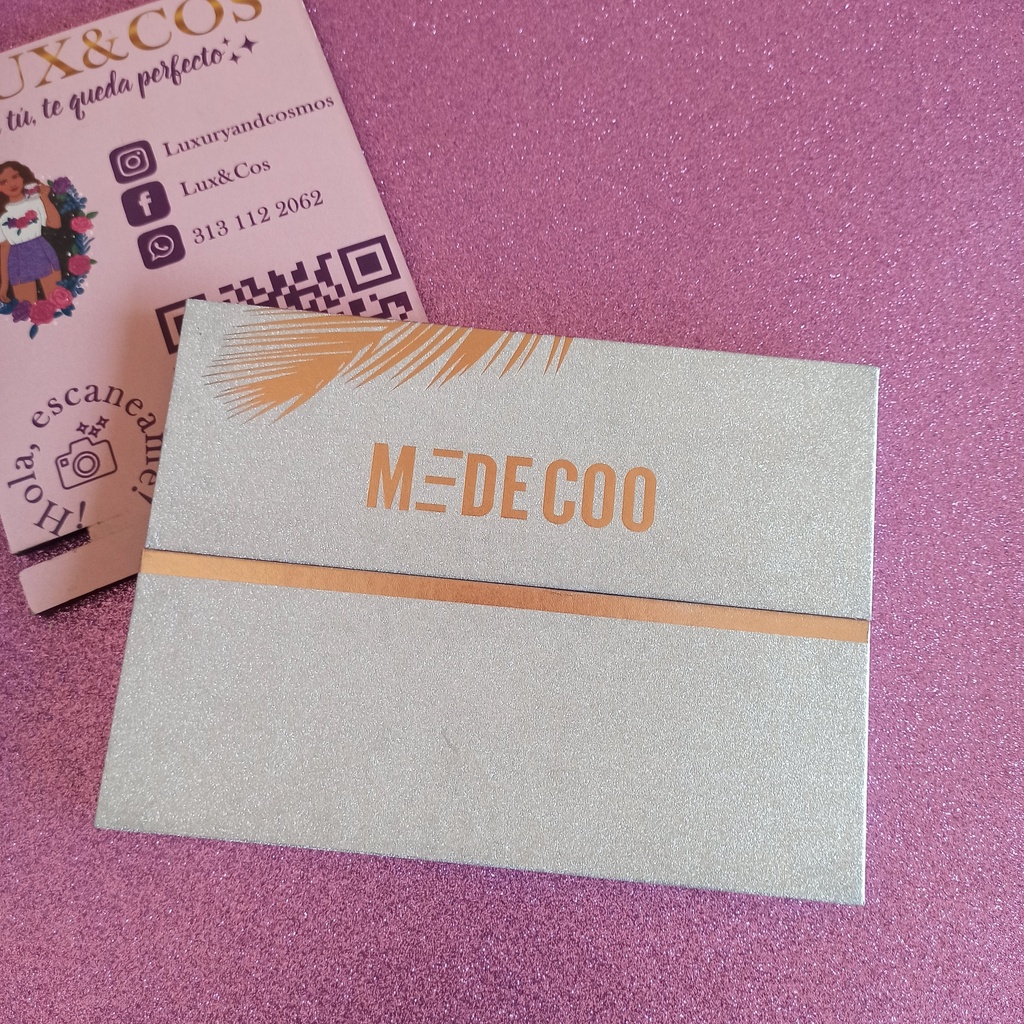 UX&COS
tú, te queda perfecto
Luxuryandcosmos
Lux&Cos
313 112 2062
Hola, escaneame!
MEDE COO